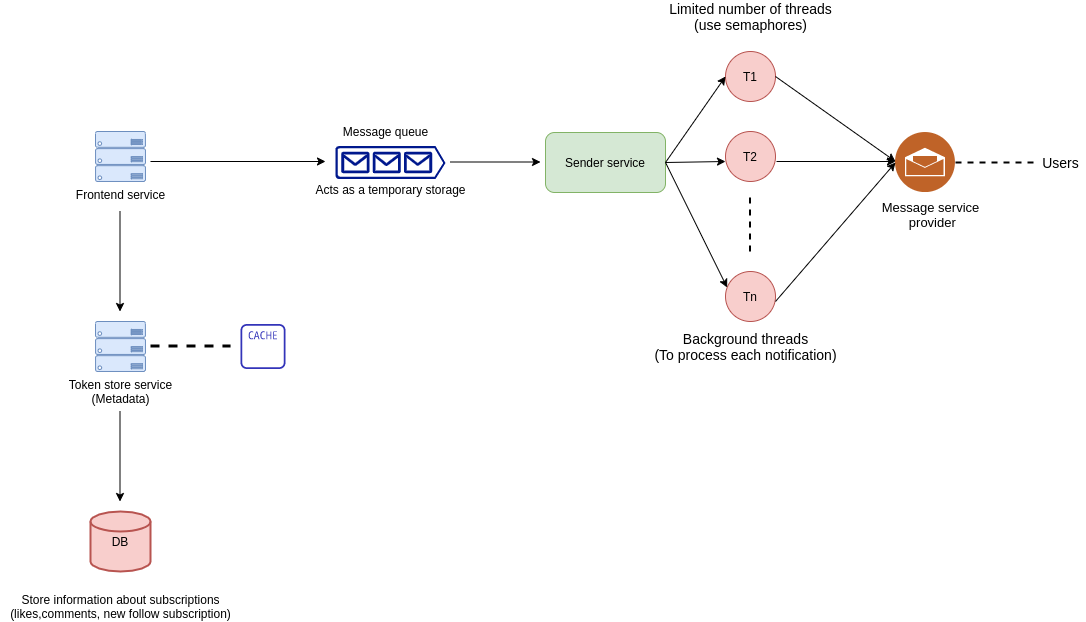 Limited number of threads
(use semaphores)
T1
Message queue
T2
Sender service
Users
Frontend service
Acts as a temporary storage
Message service
provider
Tn
CACHE
Background threads
(To process each notification)
Token store service
(Metadata)
DB
Store information about subscriptions
(likes,comments, new follow subscription)